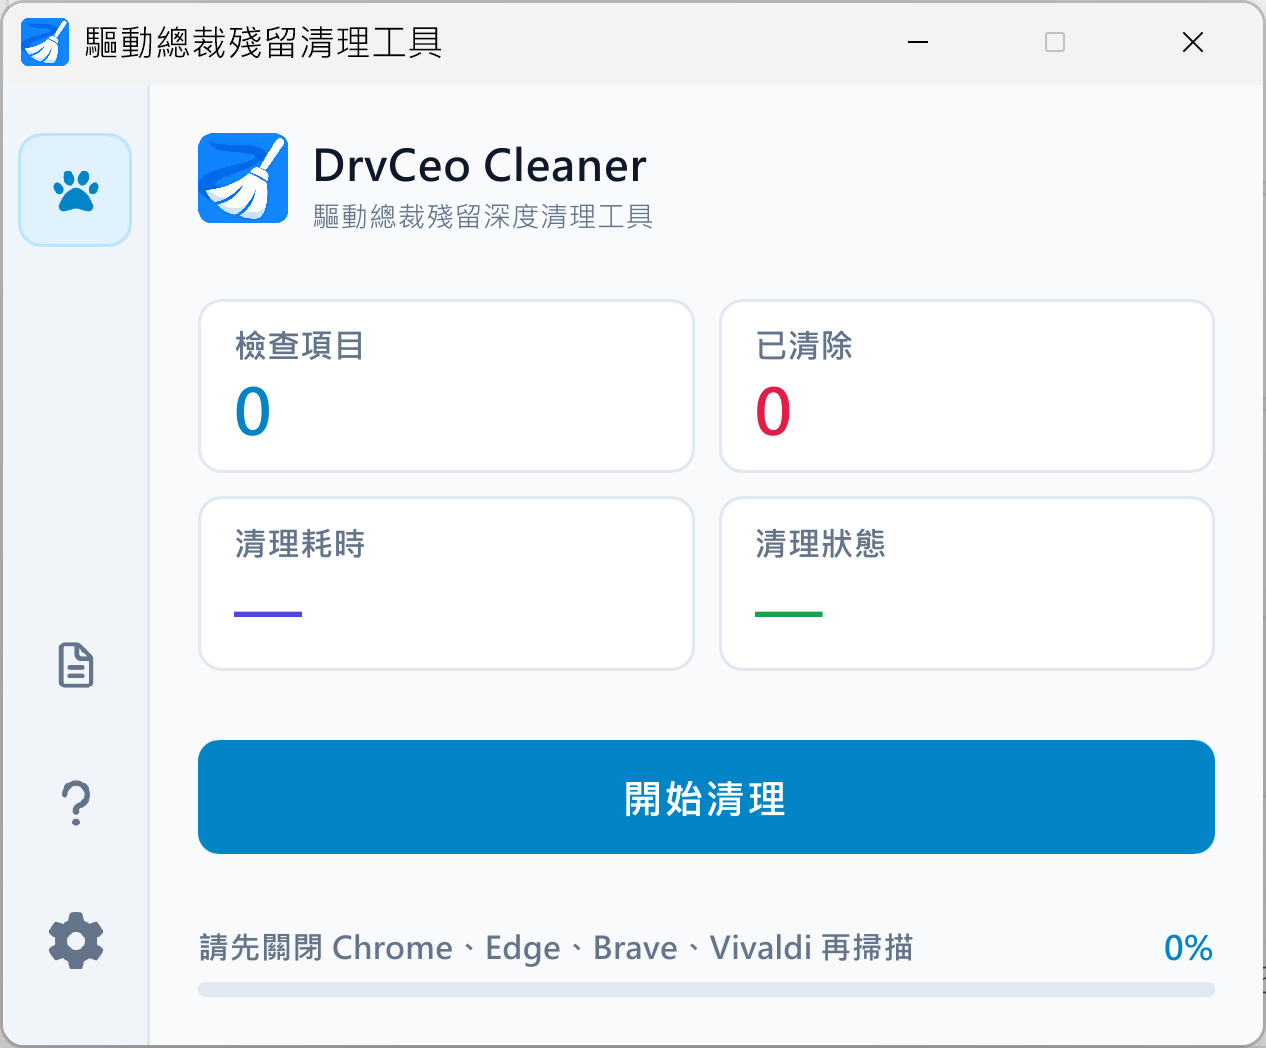 驅動總裁殘留清理工具
DrvCeo Cleaner
驅動總裁殘留深度清理工具
檢查項目
0
已清除
0
清理耗時
—
清理狀態
—
開始清理
請先關閉 Chrome、Edge、Brave、Vivaldi 再掃描
0%